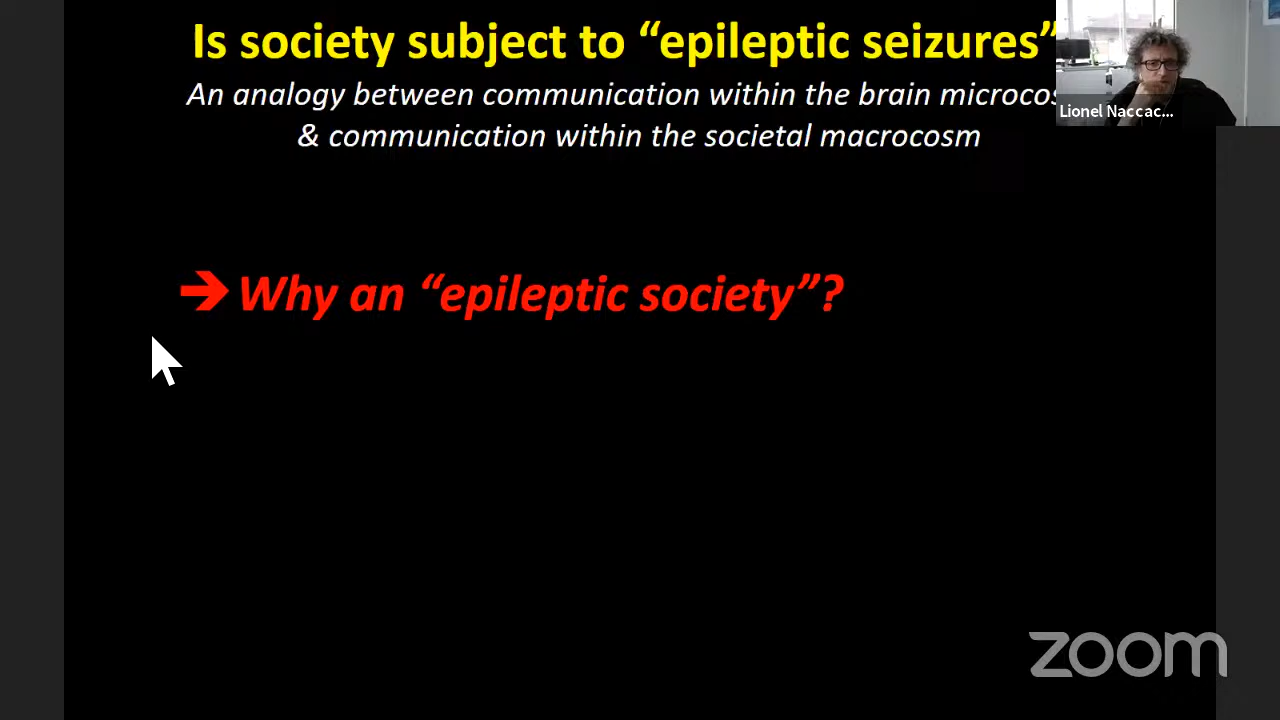 Is society subject to “epileptic seizures”
An analogy between communication within the brain microcos
& communication within the societal macrocosm
Lionel Naccac...
➔ Why an “epileptic society”?
zoom